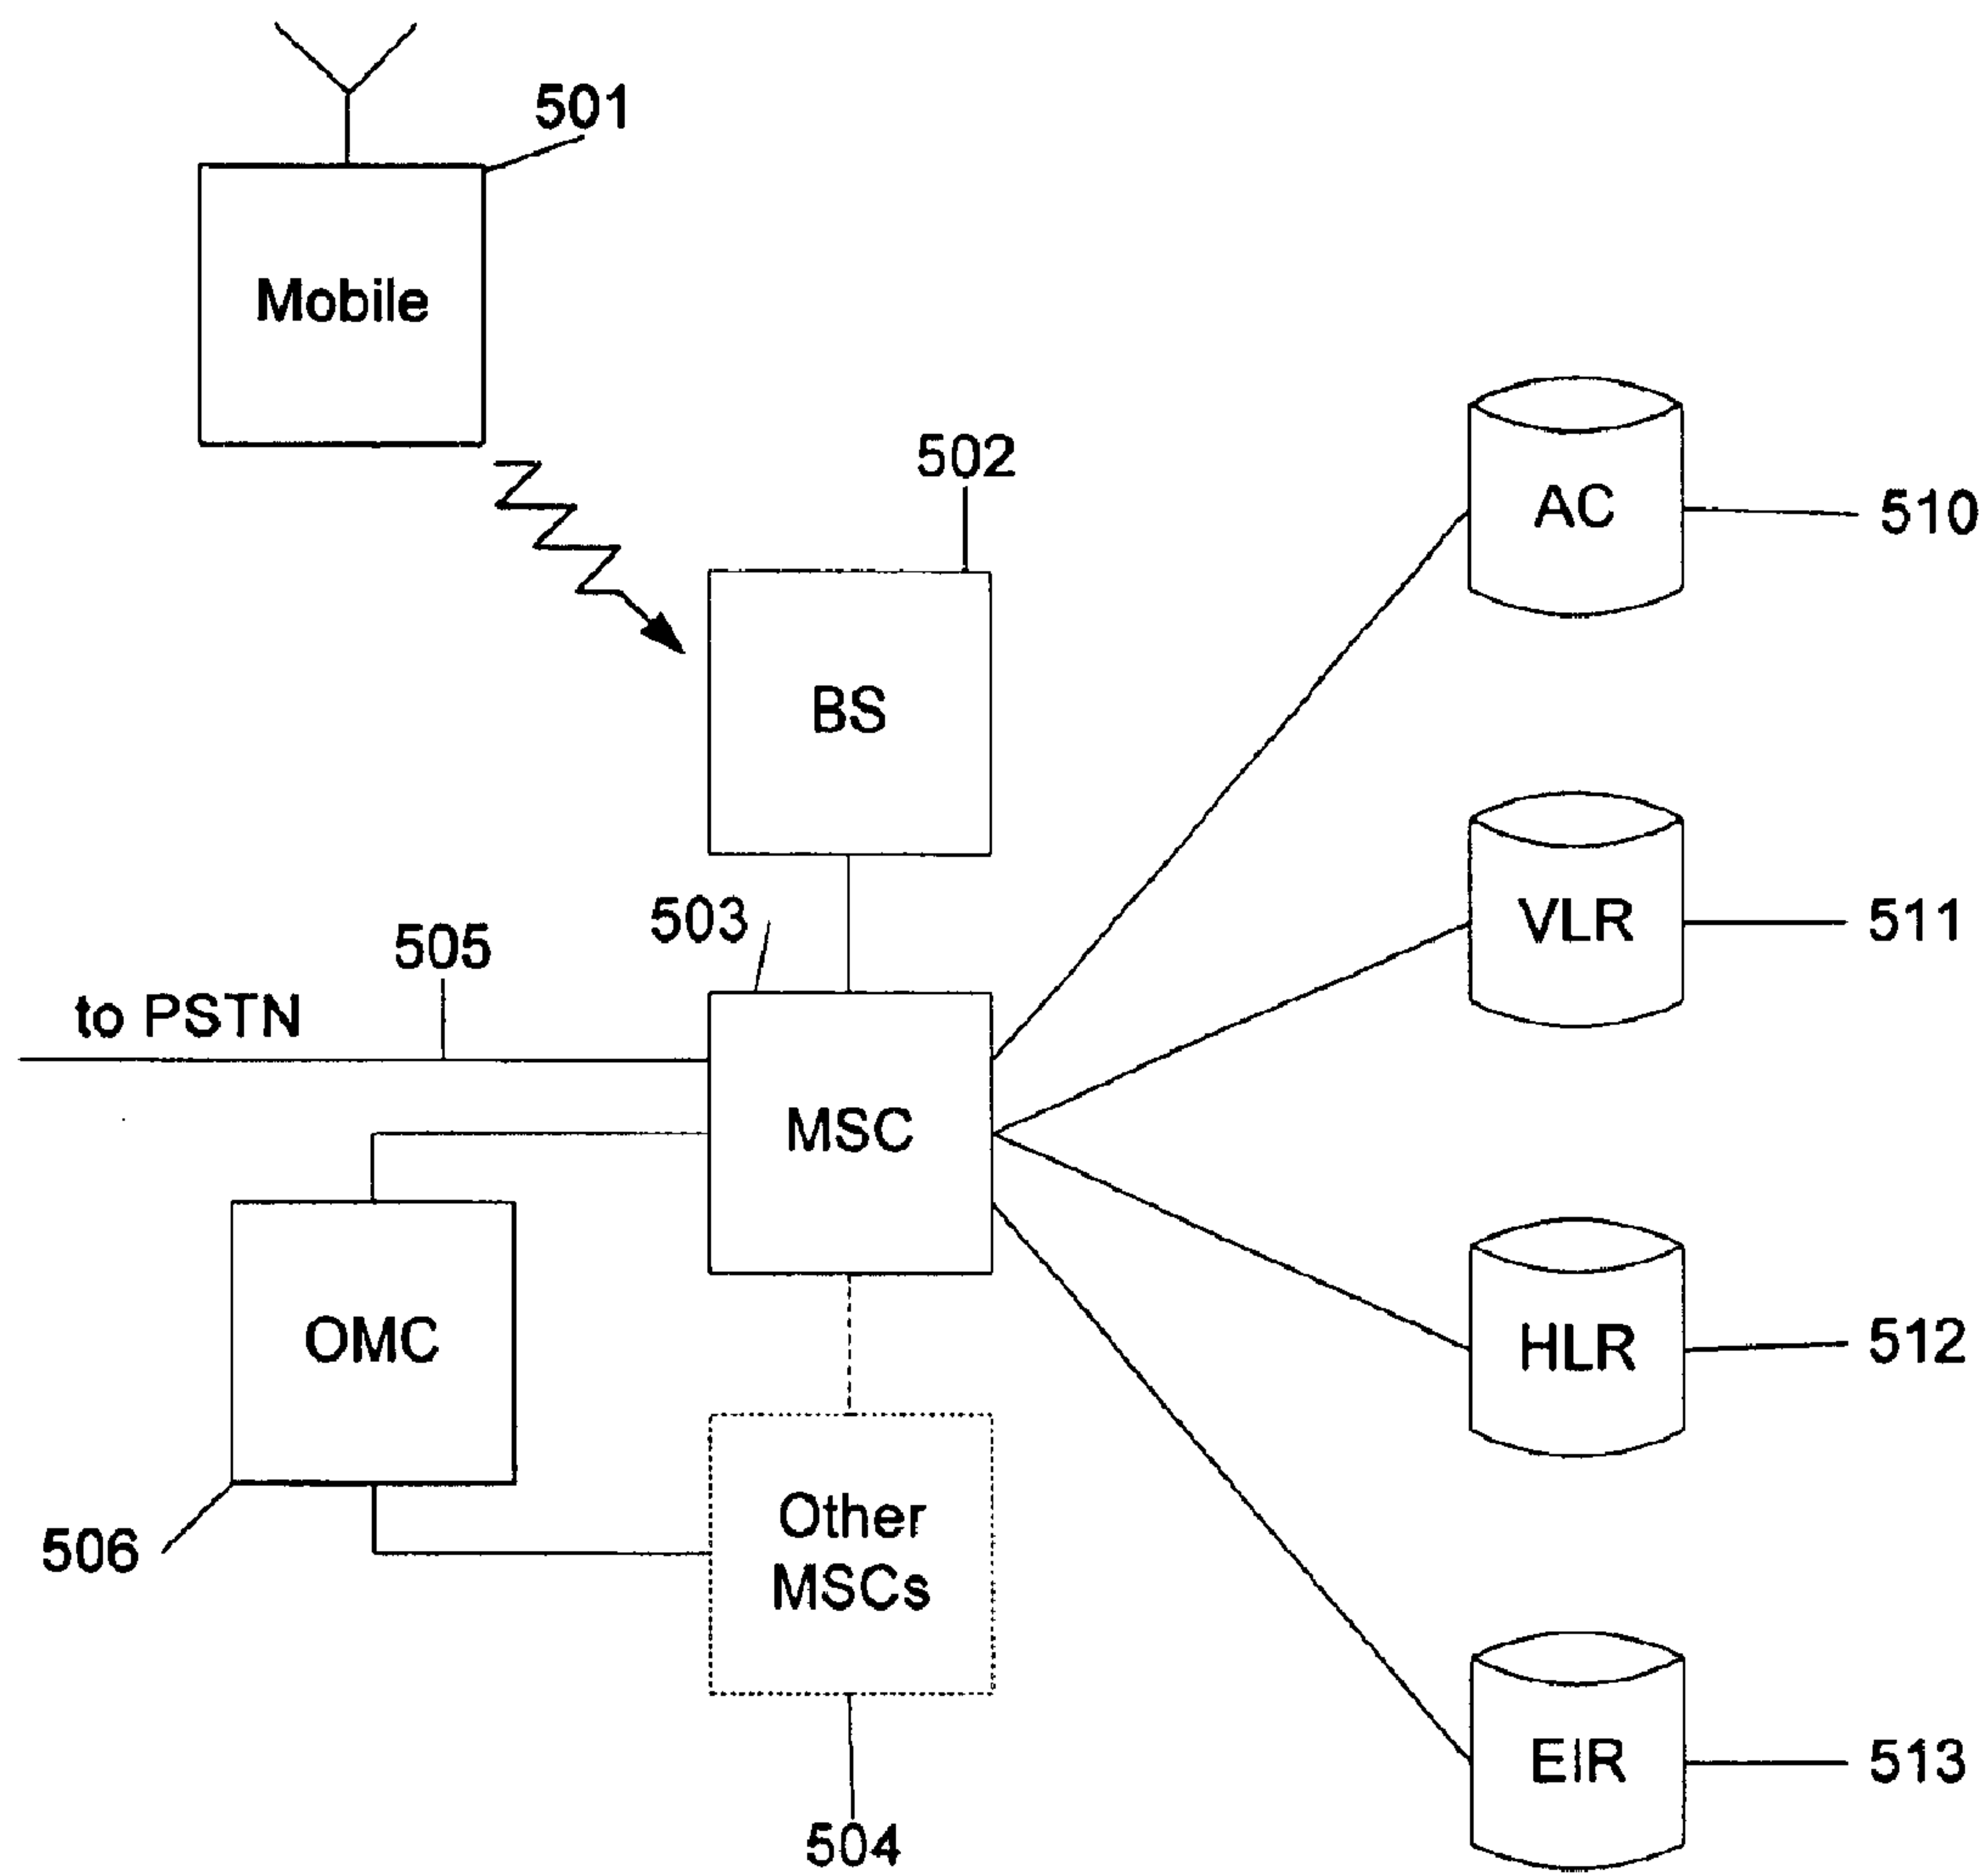 501
Mobile
502
AC
510
BS
503
505
VLR
511
to PSTN
MSC
OMC
HLR
512
Other
MSCs
506
EIR
513
504